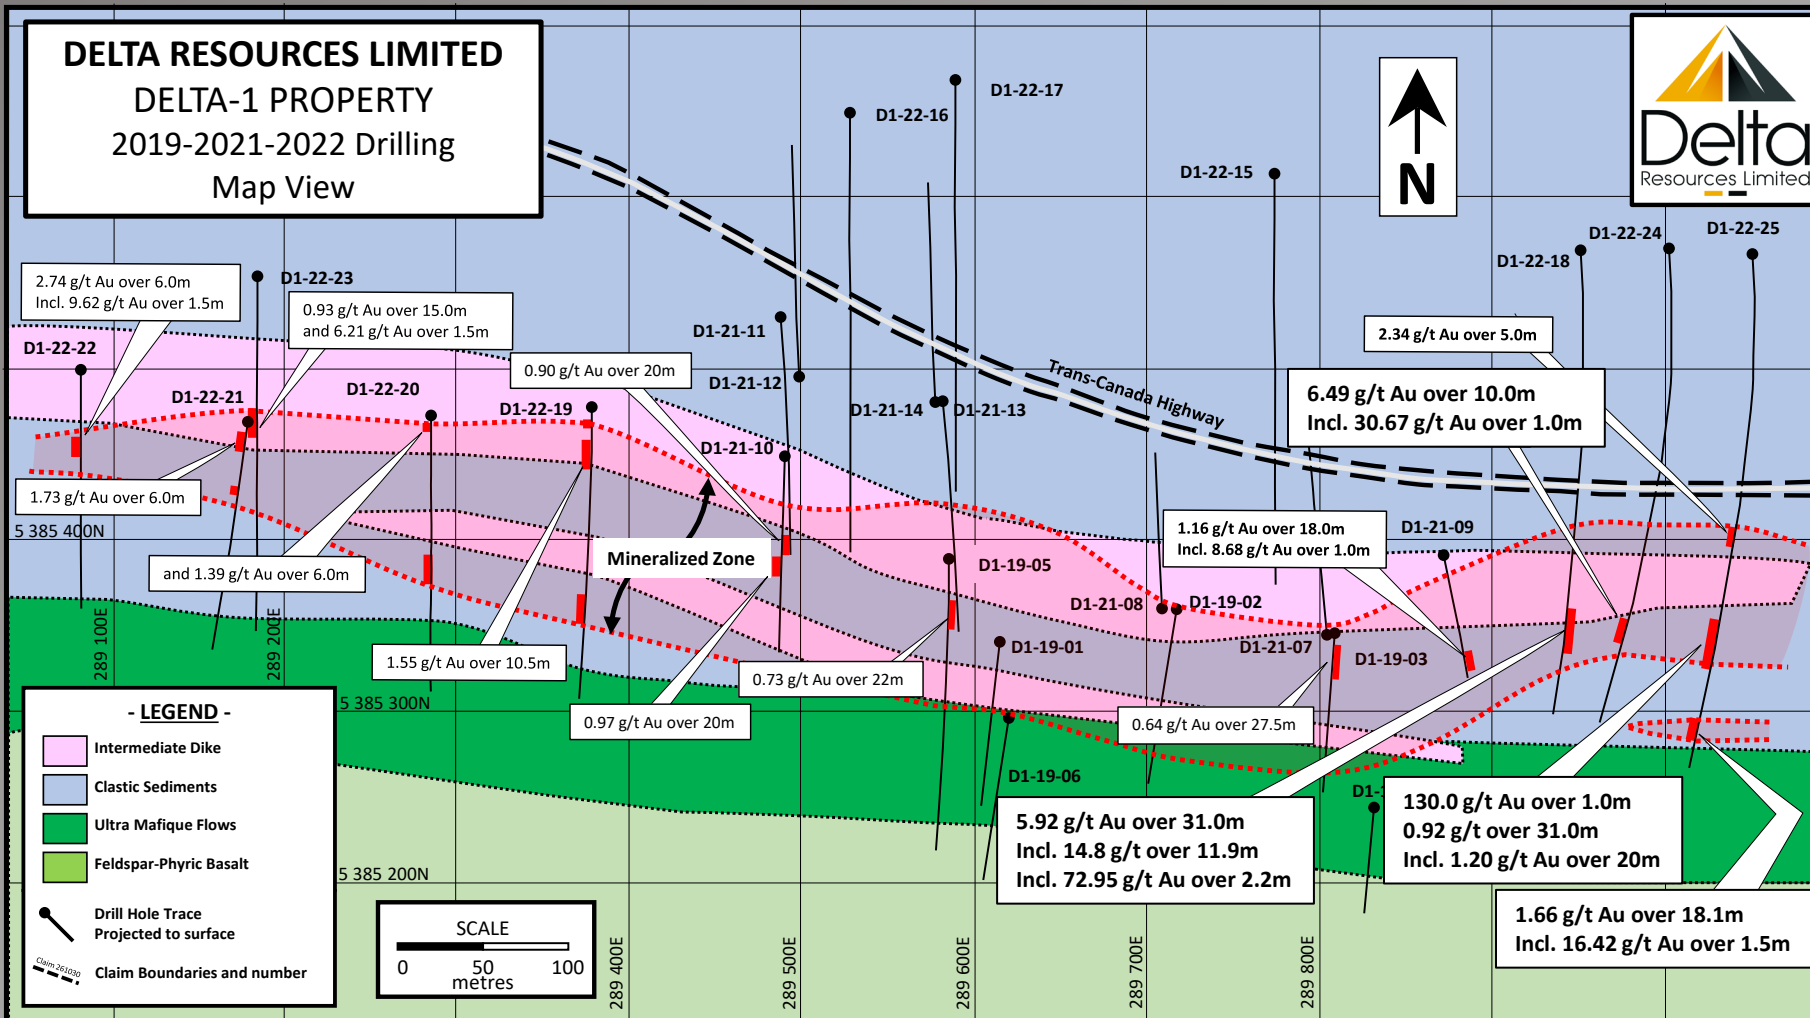 DELTA RESOURCES LIMITED
DELTA-1 PROPERTY
2019-2021-2022 Drilling
Map View
N
Delta
Resources Limited
D1-22-17
D1-22-16
D1-22-15
D1-22-25
D1-22-24
D1-22-18
D1-22-23
2.74 g/t Au over 6.0m
Incl. 9.62 g/t Au over 1.5m
0.93 g/t Au over 15.0m
and 6.21 g/t Au over 1.5m
D1-21-11
2.34 g/t Au over 5.0m
D1-22-22
0.90 g/t Au over 20m
D1-21-12
Trans-Canada Highway
D1-22-20
D1-22-21
D1-22-19
D1-21-14
D1-21-13
6.49 g/t Au over 10.0m
Incl. 30.67 g/t Au over 1.0m
D1-21-10
1.73 g/t Au over 6.0m
5 385 400N
1.16 g/t Au over 18.0m
Incl. 8.68 g/t Au over 1.0m
D1-21-09
Mineralized Zone
D1-19-05
and 1.39 g/t Au over 6.0m
D1-21-08
D1-19-02
289 100E
289 200E
1.55 g/t Au over 10.5m
D1-19-01
D1-21-07
D1-19-03
0.73 g/t Au over 22m
5 385 300N
0.97 g/t Au over 20m
0.64 g/t Au over 27.5m
- LEGEND -
Intermediate Dike
Clastic Sediments
Ultra Mafique Flows
Feldspar-Phyric Basalt
Drill Hole Trace
Projected to surface
Claim 261030
Claim Boundaries and number
D1-19-06
D1-
5.92 g/t Au over 31.0m
Incl. 14.8 g/t over 11.9m
Incl. 72.95 g/t Au over 2.2m
130.0 g/t Au over 1.0m
0.92 g/t over 31.0m
Incl. 1.20 g/t Au over 20m
5 385 200N
1.66 g/t Au over 18.1m
Incl. 16.42 g/t Au over 1.5m
SCALE
0 50 100
metres
289 400E
289 500E
289 600E
289 700E
289 800E